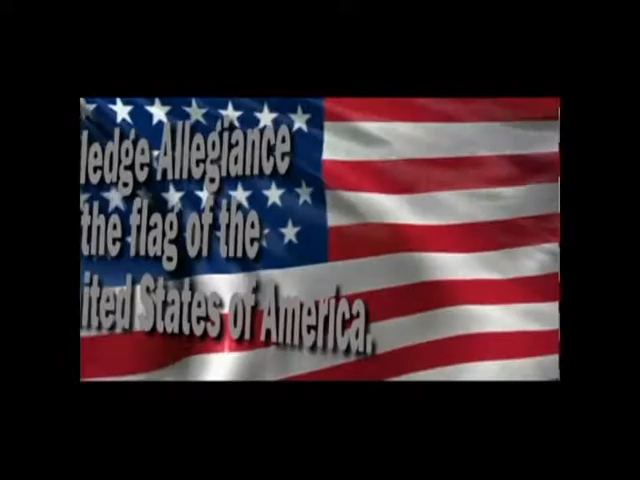 ledge Allegiance
the flag of the
ited States of America.